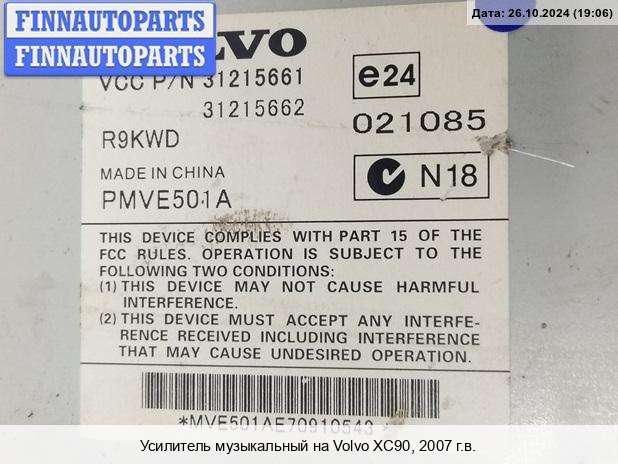 FINNAUTOPARTS
FINNAUTOPARTS
Дата: 26.10.2024 (19:06)
VCC P/N 31215661
31215662
e24
021085
R9KWD
N18
MADE IN CHINA
PMVE501A
THIS DEVICE COMPLIES WITH PART 15 OF THE
FCC RULES. OPERATION IS SUBJECT TO THE
FOLLOWING TWO CONDITIONS:
(1) THIS DEVICE MAY NOT CAUSE HARMFUL
INTERFERENCE.
(2) THIS DEVICE MUST ACCEPT ANY INTERFE-
RENCE RECEIVED INCLUDING INTERFERENCE
THAT MAY CAUSE UNDESIRED OPERATION.
*MVE501AE70910543
Усилитель музыкальный на Volvo XC90, 2007 г.в.